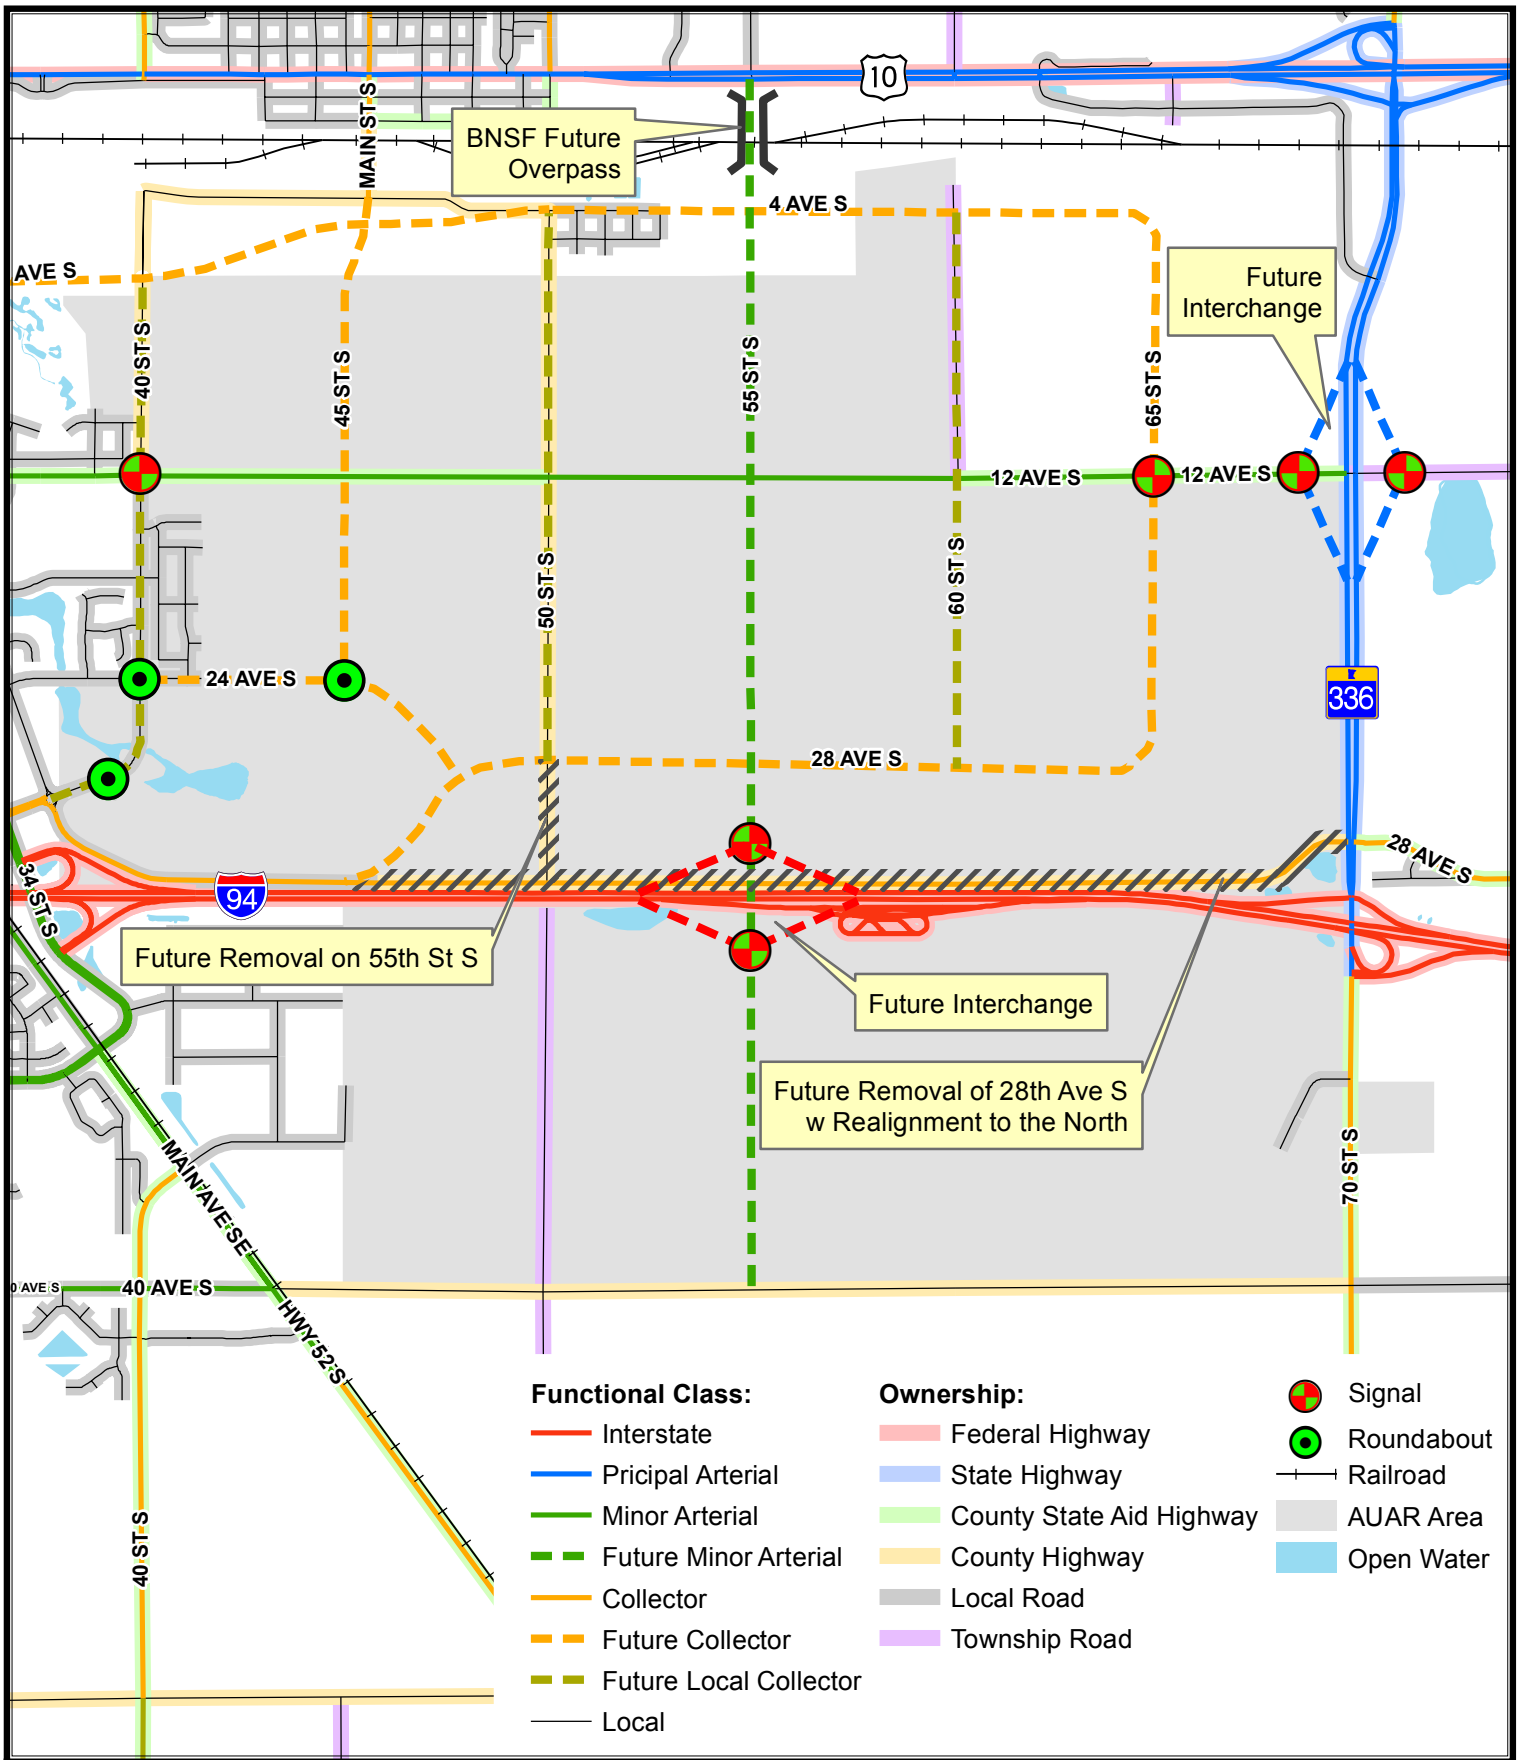 10
MAIN ST S
BNSF Future
Overpass
4 AVE S
AVE S
Future
Interchange
40 ST S
45 ST S
55 ST S
65 ST S
12 AVE S
12 AVE S
50 ST S
60 ST S
24 AVE S
336
28 AVE S
28 AVE S
34 ST S
94
Future Removal on 55th St S
Future Interchange
Future Removal of 28th Ave S
w Realignment to the North
70 ST S
MAIN AVE SE
0 AVE S
40 AVE S
HWY 52 S
40 ST S
Functional Class:
Interstate
Pricipal Arterial
Minor Arterial
Future Minor Arterial
Collector
Future Collector
Future Local Collector
Local
Ownership:
Federal Highway
State Highway
County State Aid Highway
County Highway
Local Road
Township Road
Signal
Roundabout
Railroad
AUAR Area
Open Water